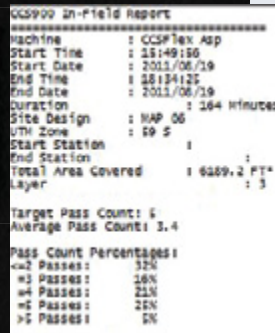 CCS900 In-Field Report
Machine : CCSFlex Asp
Start Time : 15:49:56
Start Date : 2011/08/19
End Time : 18:34:25
End Date : 2011/08/19
Duration : 164 Minutes
Site Design : MAP 06
UTM Zone : 59 S
Start Station :
End Station :
Total Area Covered : 6189.2 FT²
Layer : 3
Target Pass Count: 5
Average Pass Count: 3.4
Pass Count Percentages:
<=2 Passes: 32%
=3 Passes: 16%
=4 Passes: 21%
=5 Passes: 25%
>5 Passes: 5%